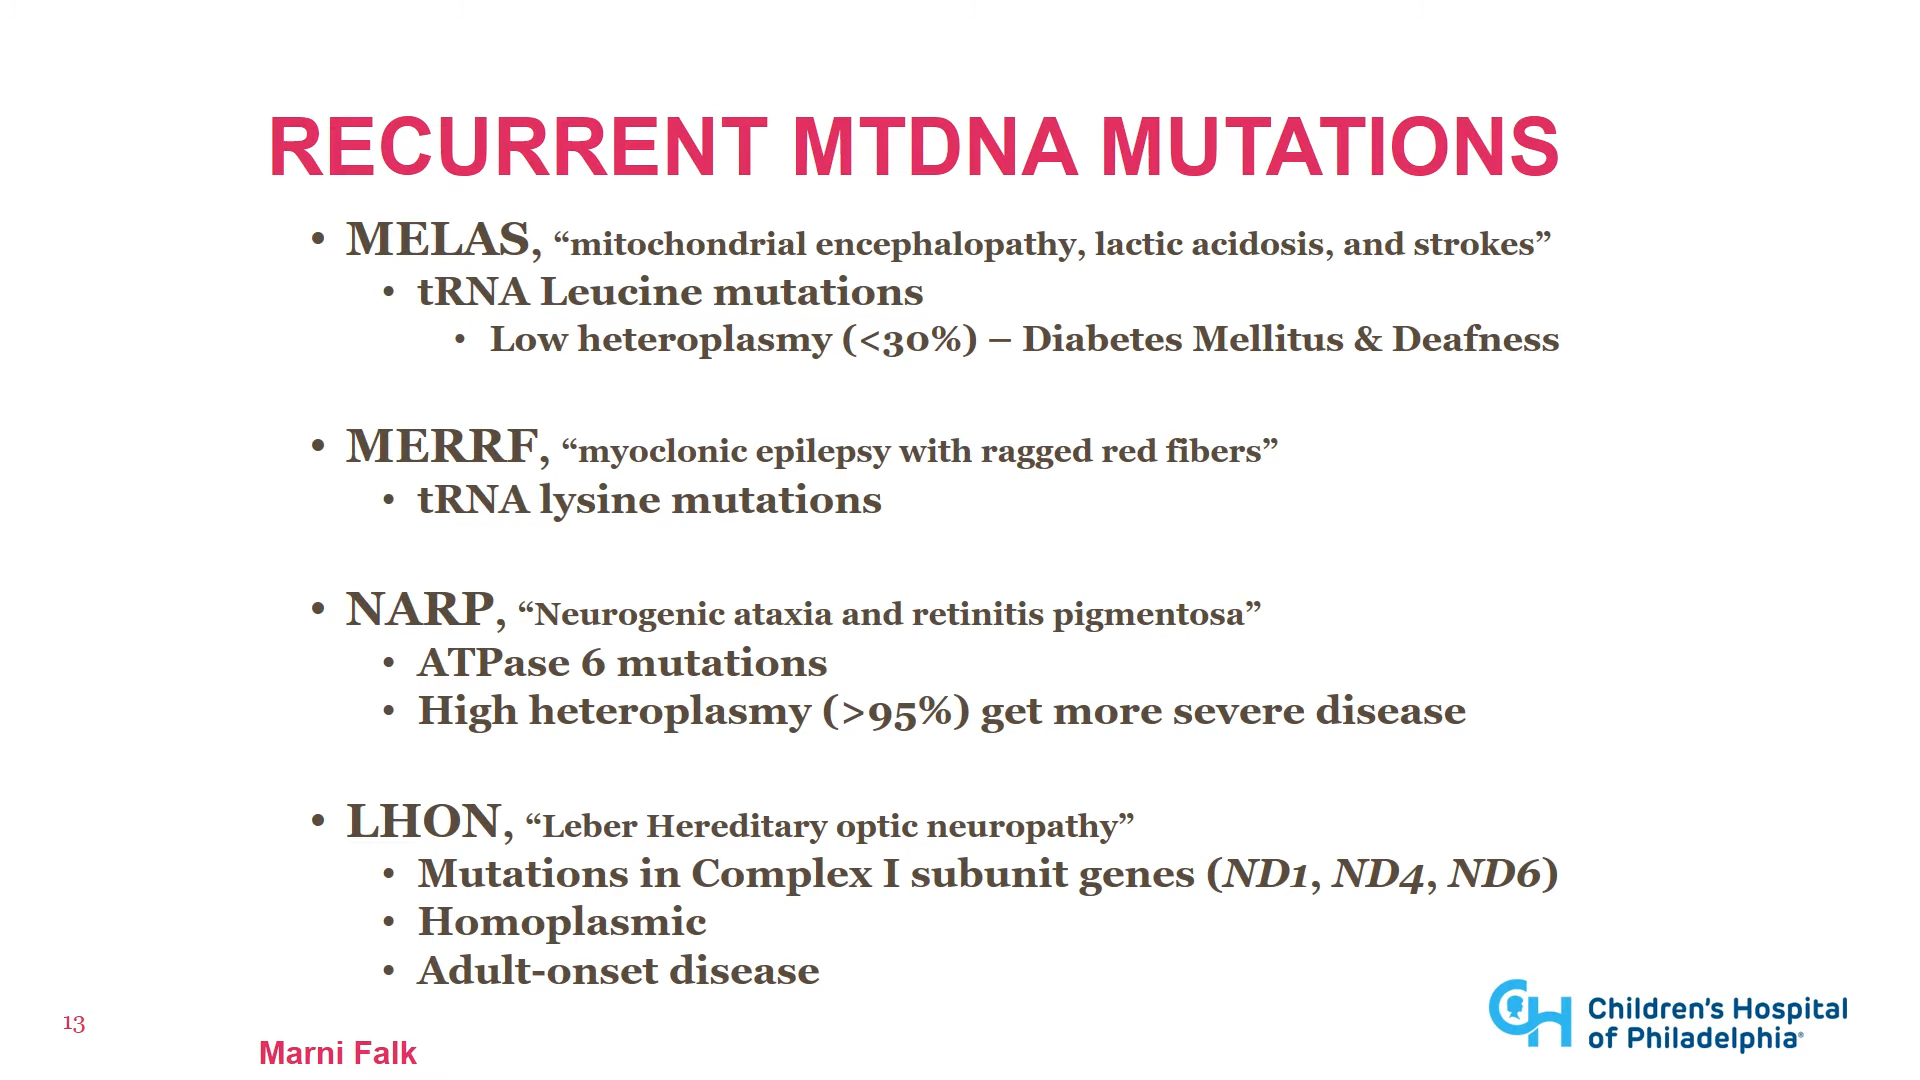 RECURRENT MTDNA MUTATIONS
• MELAS, “mitochondrial encephalopathy, lactic acidosis, and strokes”
• tRNA Leucine mutations
• Low heteroplasmy (<30%) – Diabetes Mellitus & Deafness
• MERRF, “myoclonic epilepsy with ragged red fibers”
• tRNA lysine mutations
• NARP, “Neurogenic ataxia and retinitis pigmentosa”
• ATPase 6 mutations
• High heteroplasmy (>95%) get more severe disease
• LHON, “Leber Hereditary optic neuropathy”
• Mutations in Complex I subunit genes (ND1, ND4, ND6)
• Homoplasmic
• Adult-onset disease
13
Marni Falk
CH
Children's Hospital
of Philadelphia®